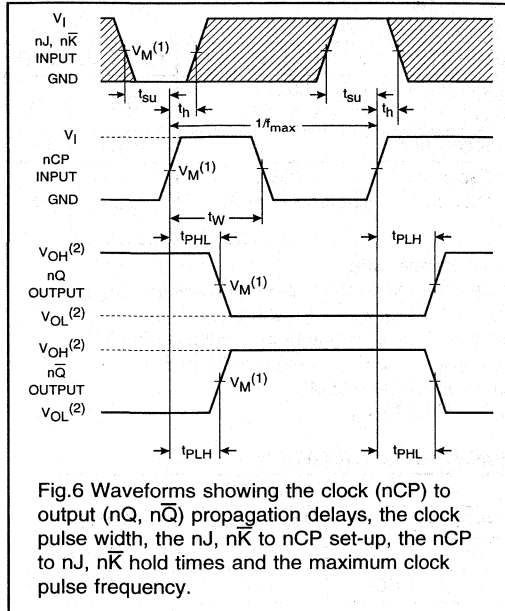 VI
nJ, nK̅
INPUT
GND
VM(1)
tsu
th
tsu
th
1/fmax
VI
nCP
INPUT
GND
VM(1)
tW
tPHL
tPLH
VOH(2)
nQ
OUTPUT
VOL(2)
VM(1)
VOH(2)
nQ̅
OUTPUT
VOL(2)
VM(1)
tPLH
tPHL
Fig.6 Waveforms showing the clock (nCP) to
output (nQ, nQ̅) propagation delays, the clock
pulse width, the nJ, nK̅ to nCP set-up, the nCP
to nJ, nK̅ hold times and the maximum clock
pulse frequency.